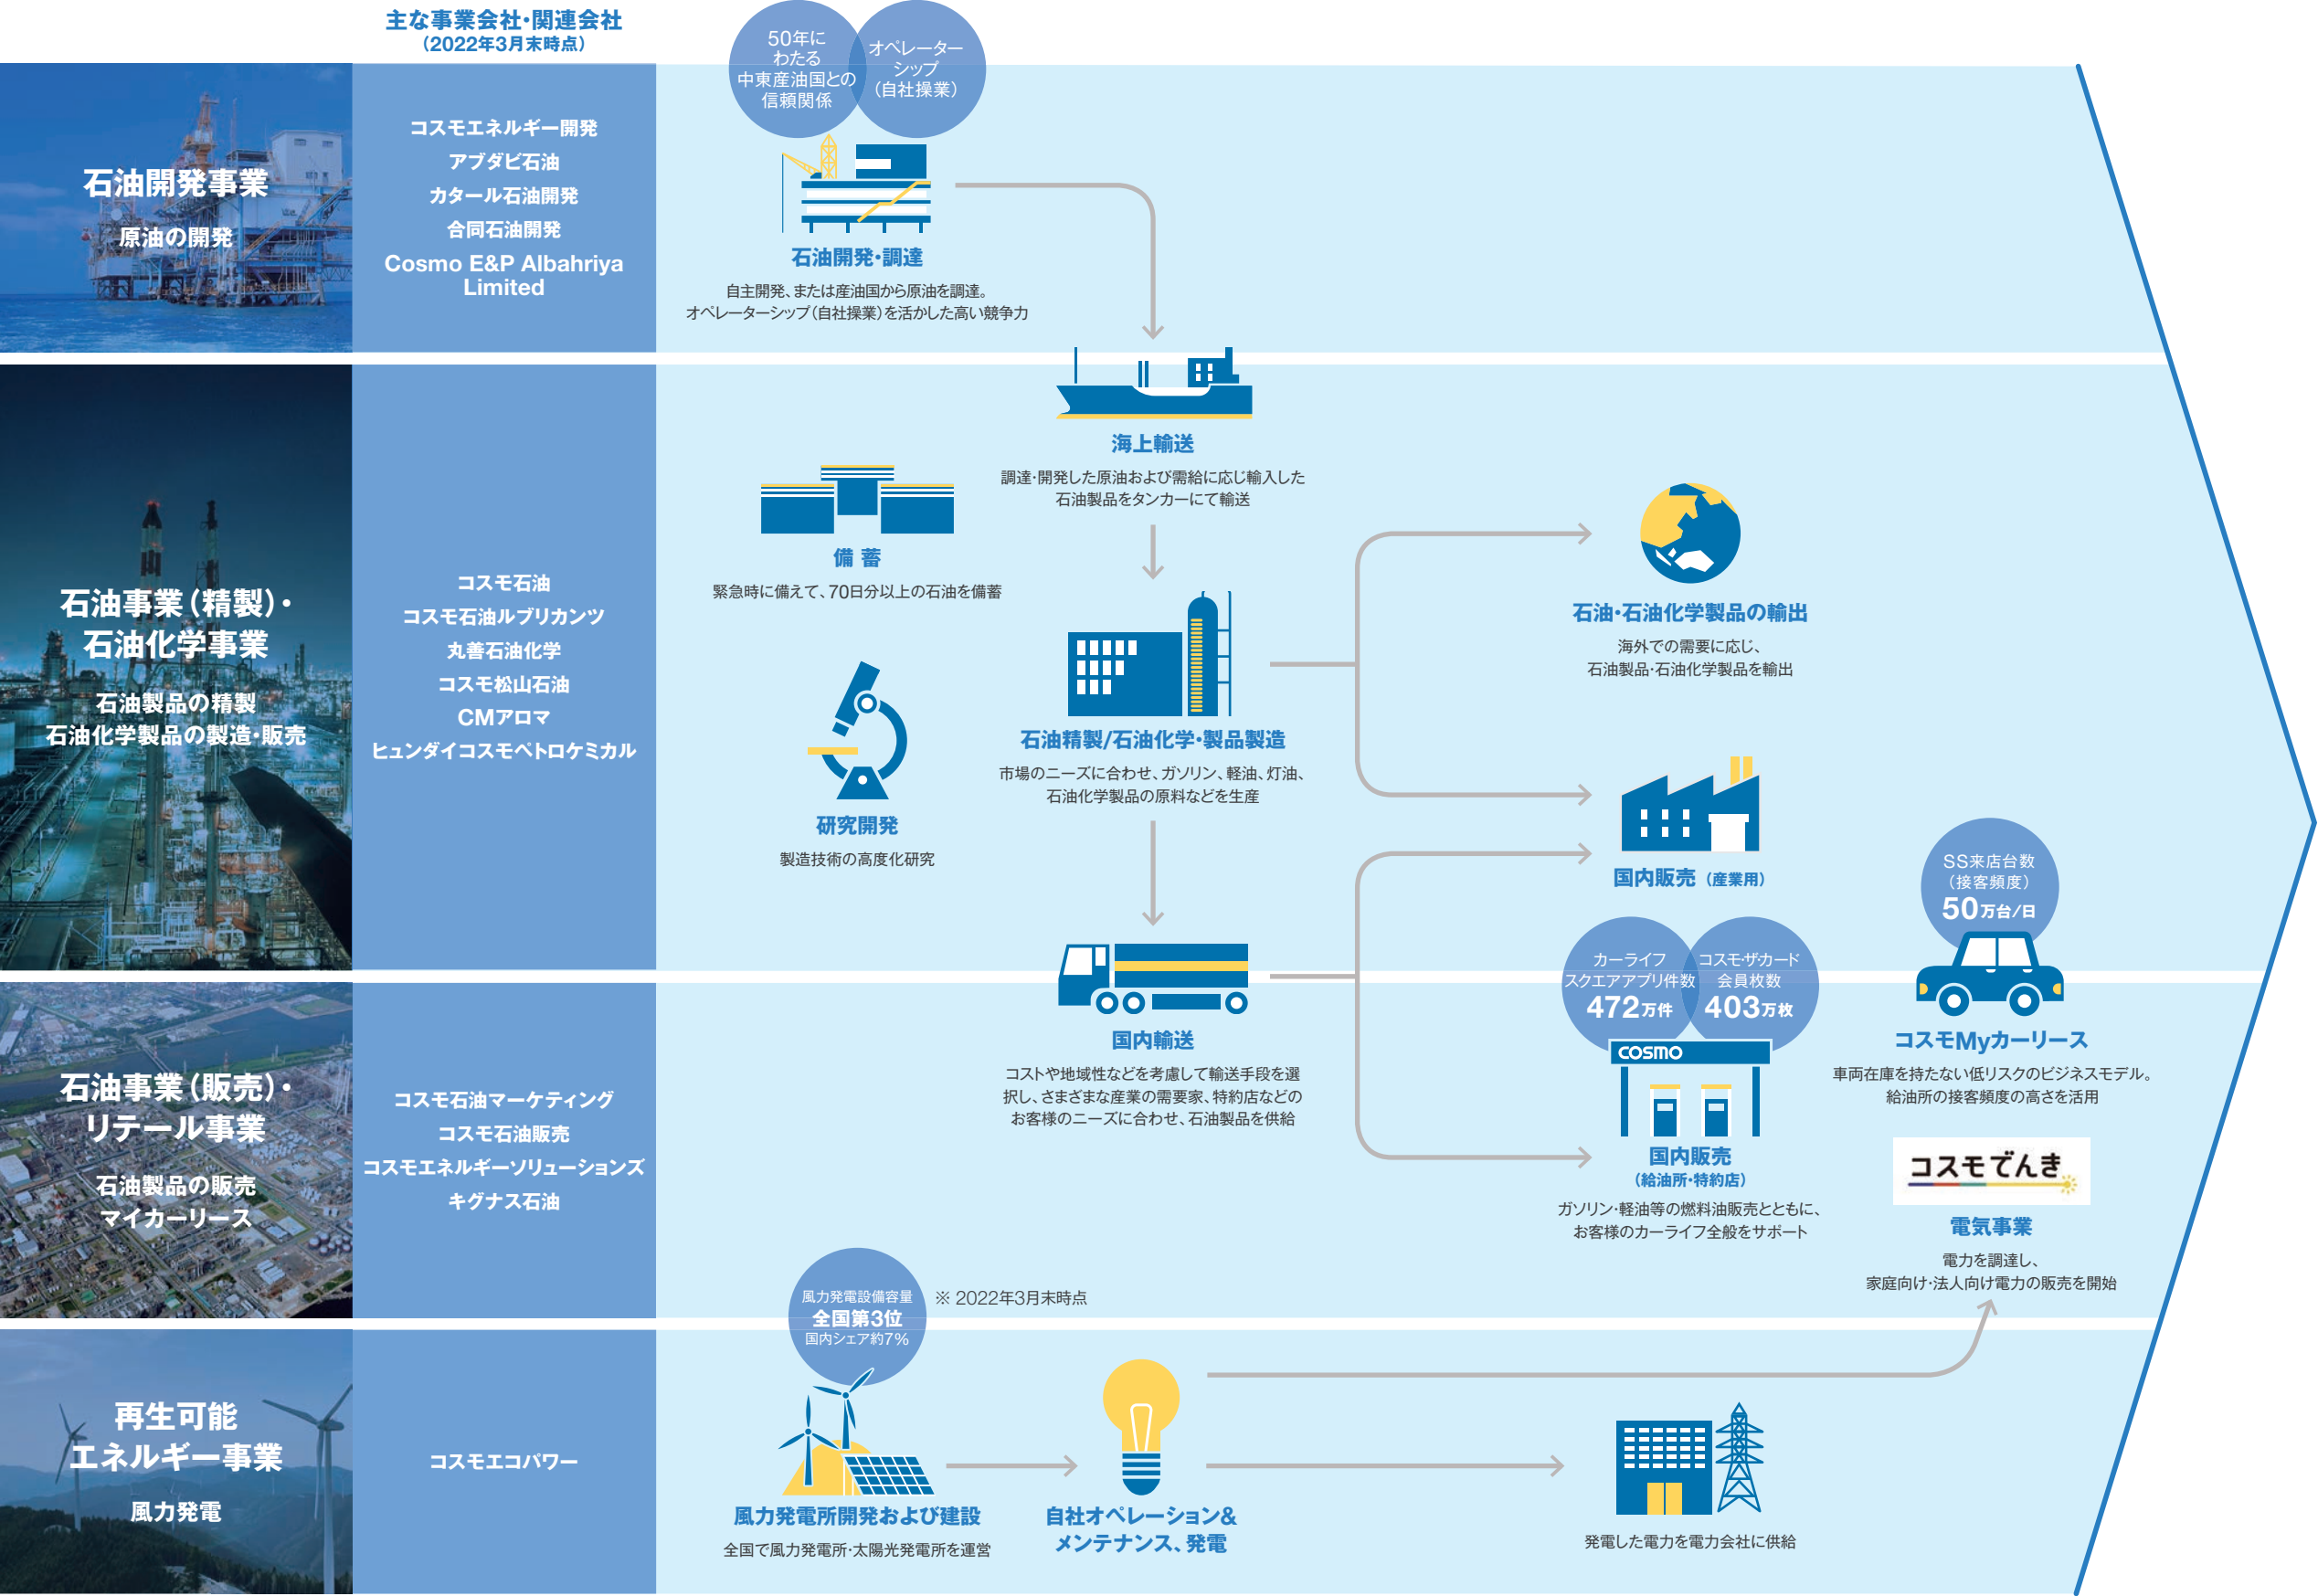 主な事業会社・関連会社
（2022年3月末時点）
石油開発事業
原油の開発
コスモエネルギー開発
アブダビ石油
カタール石油開発
合同石油開発
Cosmo E&P Albahriya
Limited
50年に
わたる
中東産油国との
信頼関係
オペレーター
シップ
（自社操業）
石油開発・調達
自主開発、または産油国から原油を調達。
オペレーターシップ（自社操業）を活かした高い競争力
石油事業（精製）・
石油化学事業
石油製品の精製
石油化学製品の製造・販売
コスモ石油
コスモ石油ルブリカンツ
丸善石油化学
コスモ松山石油
CMアロマ
ヒュンダイコスモペトロケミカル
海上輸送
調達・開発した原油および需給に応じ輸入した
石油製品をタンカーにて輸送
備 蓄
緊急時に備えて、70日分以上の石油を備蓄
研究開発
製造技術の高度化研究
石油精製/石油化学・製品製造
市場のニーズに合わせ、ガソリン、軽油、灯油、
石油化学製品の原料などを生産
石油・石油化学製品の輸出
海外での需要に応じ、
石油製品・石油化学製品を輸出
国内販売（産業用）
石油事業（販売）・
リテール事業
石油製品の販売
マイカーリース
コスモ石油マーケティング
コスモ石油販売
コスモエネルギーソリューションズ
キグナス石油
国内輸送
コストや地域性などを考慮して輸送手段を選
択し、さまざまな産業の需要家、特約店などの
お客様のニーズに合わせ、石油製品を供給
カーライフ
スクエアアプリ件数
472万件
コスモ・ザ・カード
会員枚数
403万枚
COSMO
国内販売
（給油所・特約店）
ガソリン・軽油等の燃料油販売とともに、
お客様のカーライフ全般をサポート
SS来店台数
（接客頻度）
50万台/日
コスモMyカーリース
車両在庫を持たない低リスクのビジネスモデル。
給油所の接客頻度の高さを活用
コスモでんき
電気事業
電力を調達し、
家庭向け・法人向け電力の販売を開始
再生可能
エネルギー事業
風力発電
コスモエコパワー
風力発電設備容量
全国第3位
国内シェア約7%
※ 2022年3月末時点
風力発電所開発および建設
全国で風力発電所・太陽光発電所を運営
自社オペレーション&
メンテナンス、発電
発電した電力を電力会社に供給